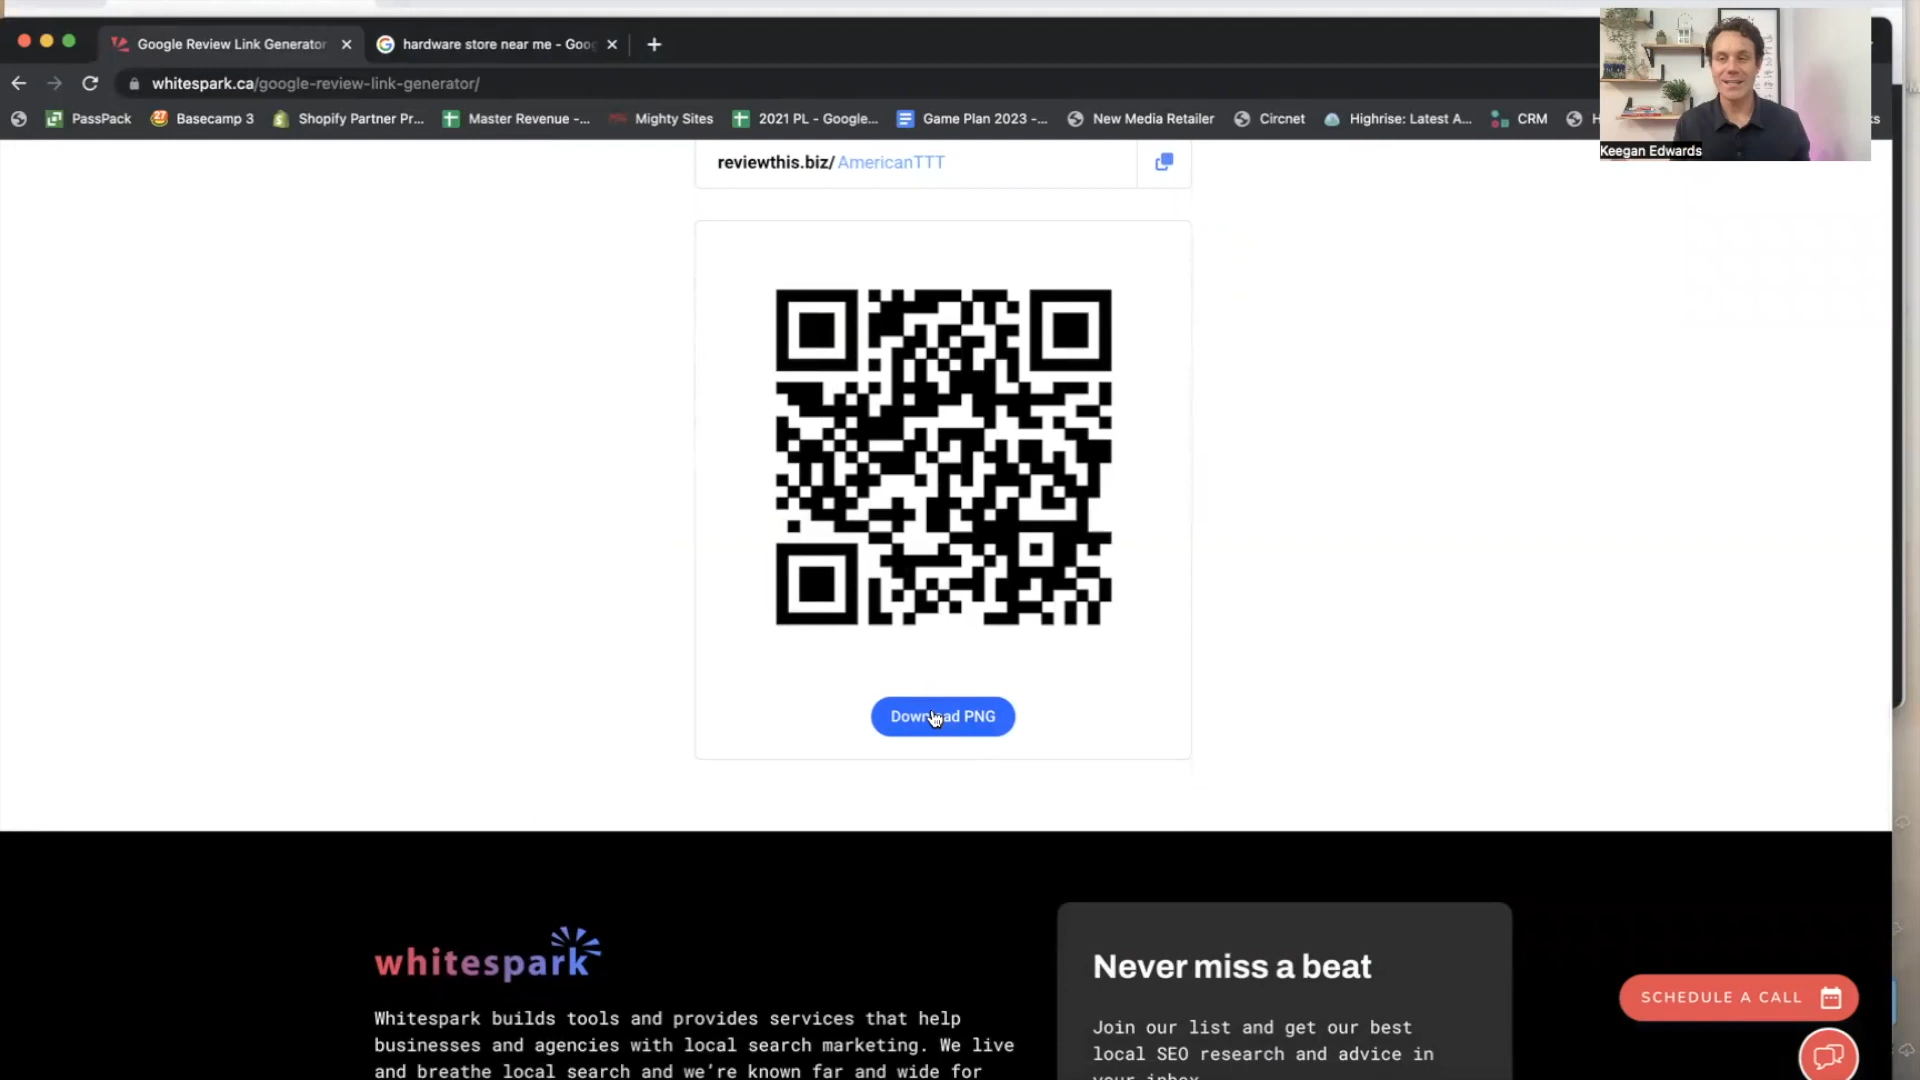 Google Review Link Generator
hardware store near me - Goo
whitespark.ca/google-review-link-generator/
PassPack
Basecamp 3
Shopify Partner Pr...
Master Revenue -...
Mighty Sites
2021 PL - Google...
Game Plan 2023 -...
New Media Retailer
Circnet
Highrise: Latest A...
CRM
Keegan Edwards
reviewthis.biz/ AmericanTTT
Download PNG
whitespark
Whitespark builds tools and provides services that help
businesses and agencies with local search marketing. We live
and breathe local search and we're known far and wide for
Never miss a beat
Join our list and get our best
local SEO research and advice in
your inbox
SCHEDULE A CALL